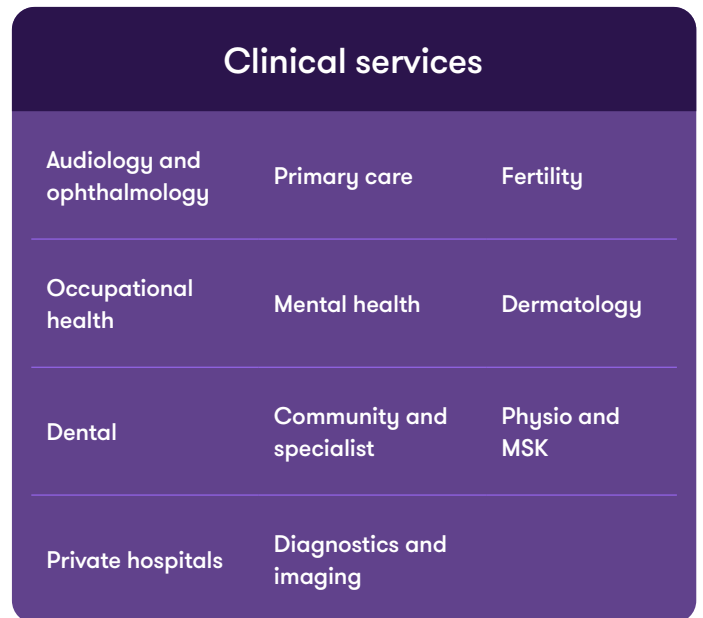 Clinical services
Audiology and
ophthalmology
Primary care
Fertility
Occupational
health
Mental health
Dermatology
Dental
Community and
specialist
Physio and
MSK
Private hospitals
Diagnostics and
imaging